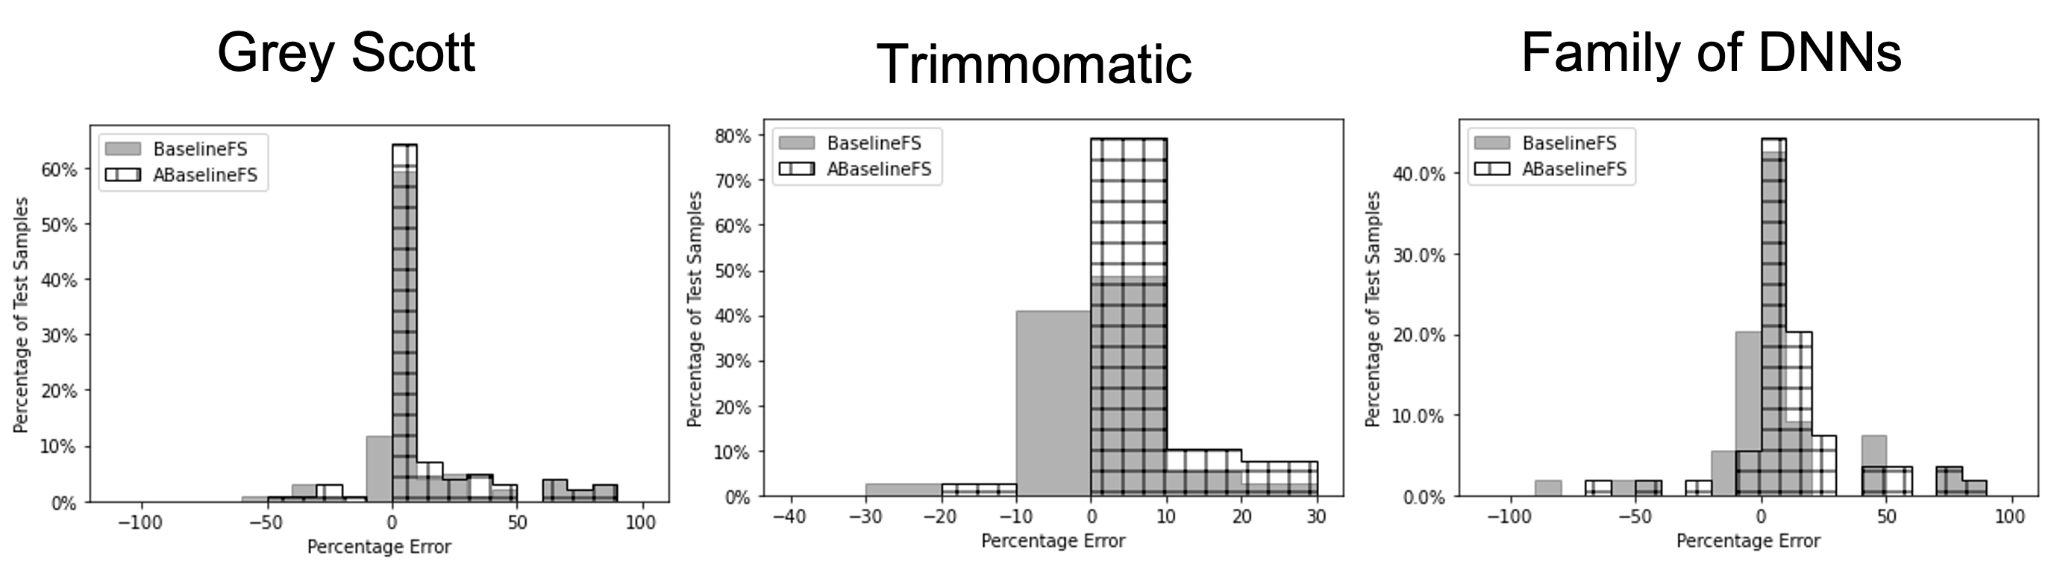 Grey Scott
BaselineFS
ABaselineFS
60%
50%
40%
30%
20%
10%
0%
−100
−50
0
50
100
Percentage of Test Samples
Percentage Error
Trimmomatic
BaselineFS
ABaselineFS
80%
70%
60%
50%
40%
30%
20%
10%
0%
−40
−30
−20
−10
0
10
20
30
Percentage of Test Samples
Percentage Error
Family of DNNs
BaselineFS
ABaselineFS
40.0%
30.0%
20.0%
10.0%
0.0%
−100
−50
0
50
100
Percentage of Test Samples
Percentage Error